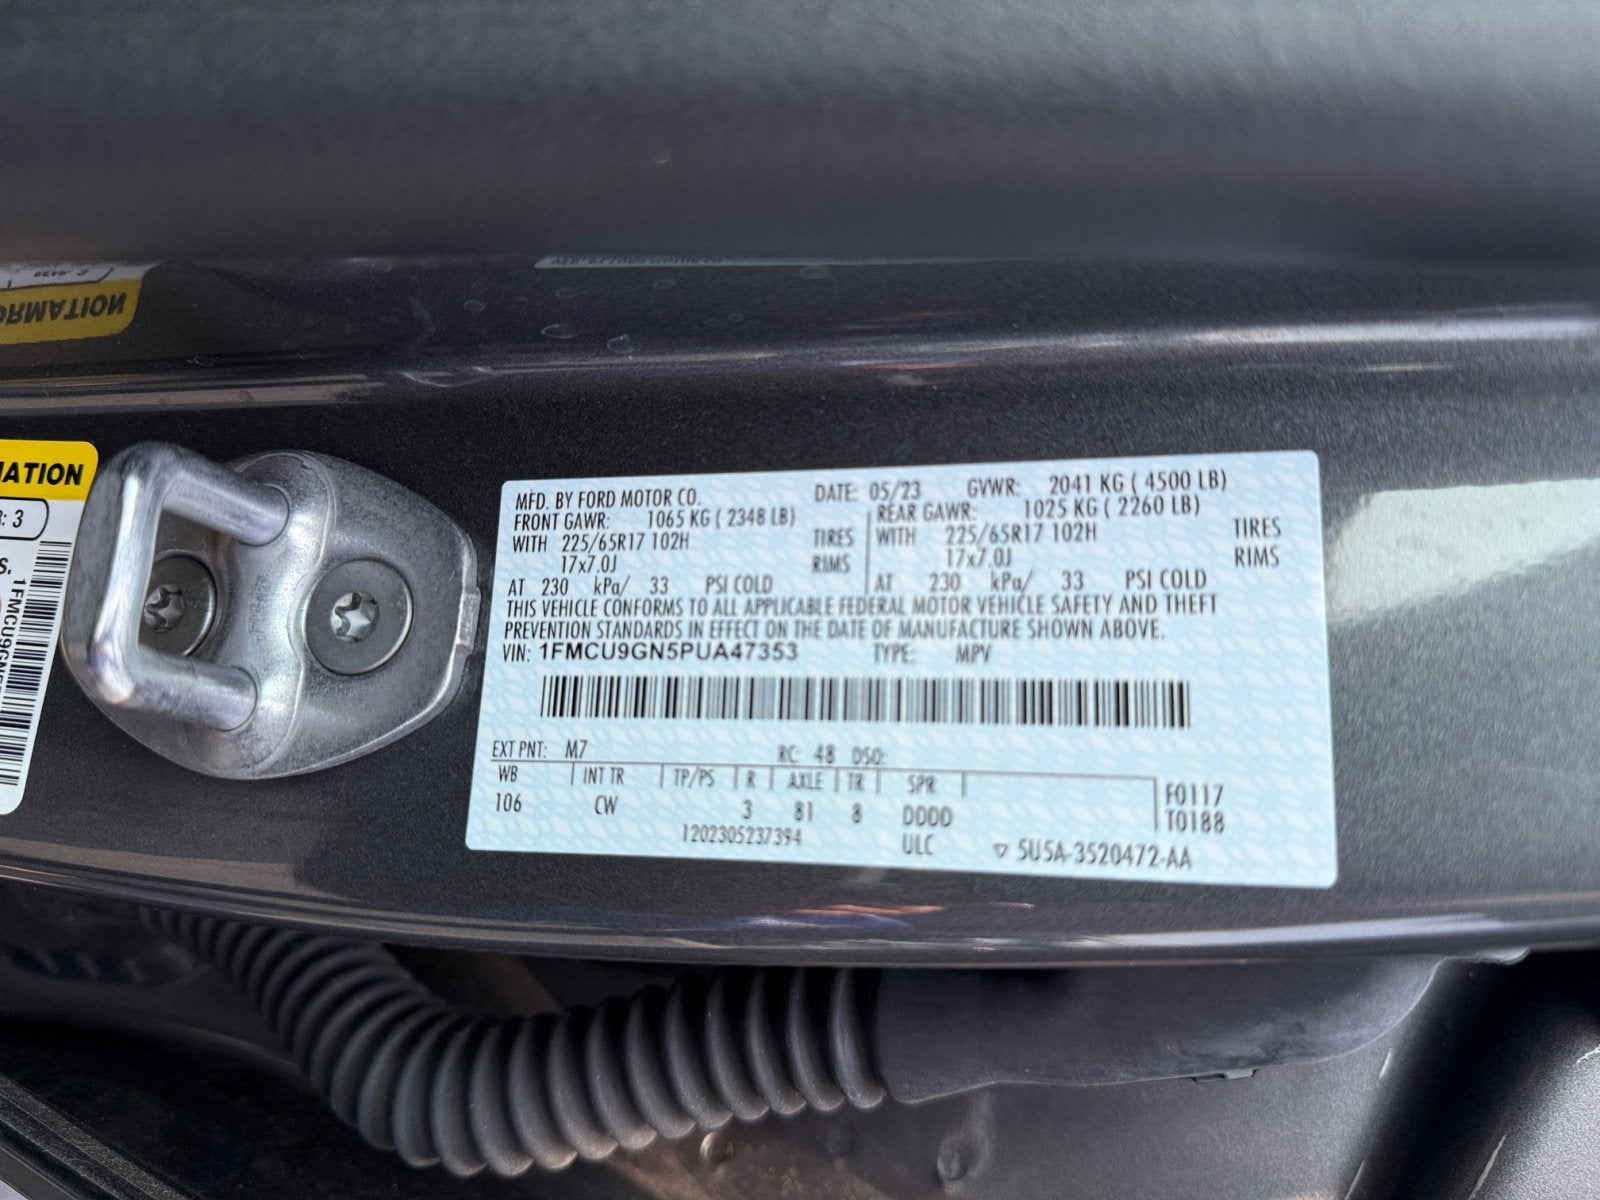 MATION
: 3
S.
1FMCU9GN5
MFD. BY FORD MOTOR CO. DATE: 05/23 GVWR: 2041 KG ( 4500 LB)
FRONT GAWR: 1065 KG ( 2348 LB) REAR GAWR: 1025 KG ( 2260 LB)
WITH 225/65R17 102H TIRES WITH 225/65R17 102H TIRES
17x7.0J RIMS 17x7.0J RIMS
AT 230 kPa/ 33 PSI COLD AT 230 kPa/ 33 PSI COLD
THIS VEHICLE CONFORMS TO ALL APPLICABLE FEDERAL MOTOR VEHICLE SAFETY AND THEFT
PREVENTION STANDARDS IN EFFECT ON THE DATE OF MANUFACTURE SHOWN ABOVE.
VIN: 1FMCU9GN5PUA47353 TYPE: MPV
EXT PNT: M7 RC: 48 DSO:
WB INT TR TP/PS R AXLE TR SPR F0117
106 CW 3 81 8 DDDD T0188
1202305237394 ULC ▽ 5U5A-3520472-AA